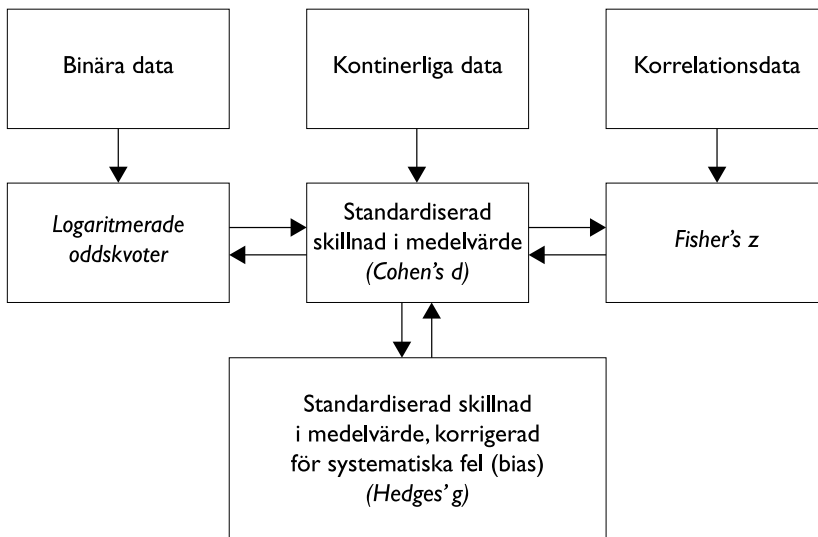 Binära data
Kontinerliga data
Korrelationsdata
Logaritmerade
oddskvoter
Standardiserad
skillnad i medelvärde
(Cohen's d)
Fisher's z
Standardiserad skillnad
i medelvärde, korrigerad
för systematiska fel (bias)
(Hedges' g)